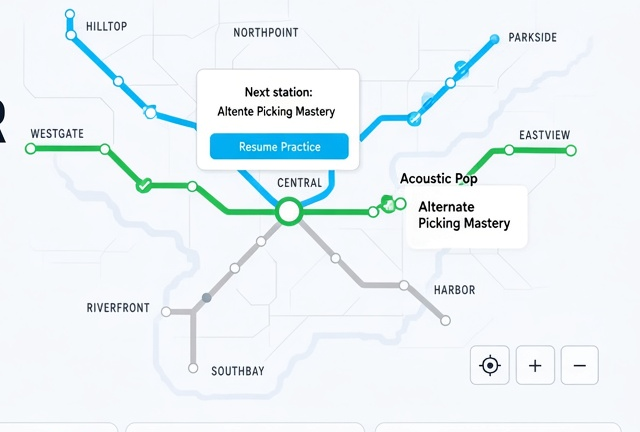 HILLTOP
NORTHPOINT
PARKSIDE
Next station:
Altente Picking Mastery
Resume Practice
WESTGATE
EASTVIEW
CENTRAL
Acoustic Pop
Alternate
Picking Mastery
HARBOR
RIVERFRONT
SOUTHBAY